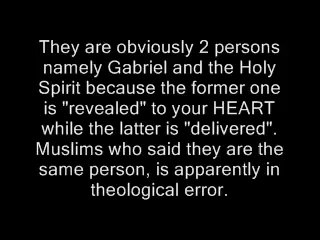 They are obviously 2 persons
namely Gabriel and the Holy
Spirit because the former one
is "revealed" to your HEART
while the latter is "delivered".
Muslims who said they are the
same person, is apparently in
theological error.